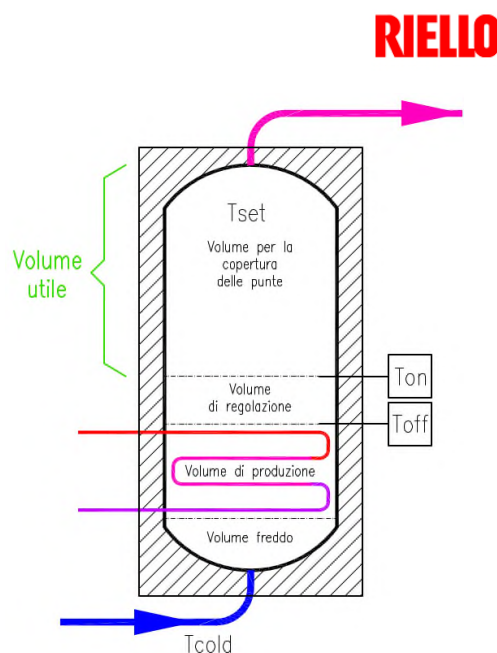 RIELLO
Tset
Volume per la
copertura
delle punte
Volume
utile
Ton
Volume
di regolazione
Toff
Volume di produzione
Volume freddo
Tcold